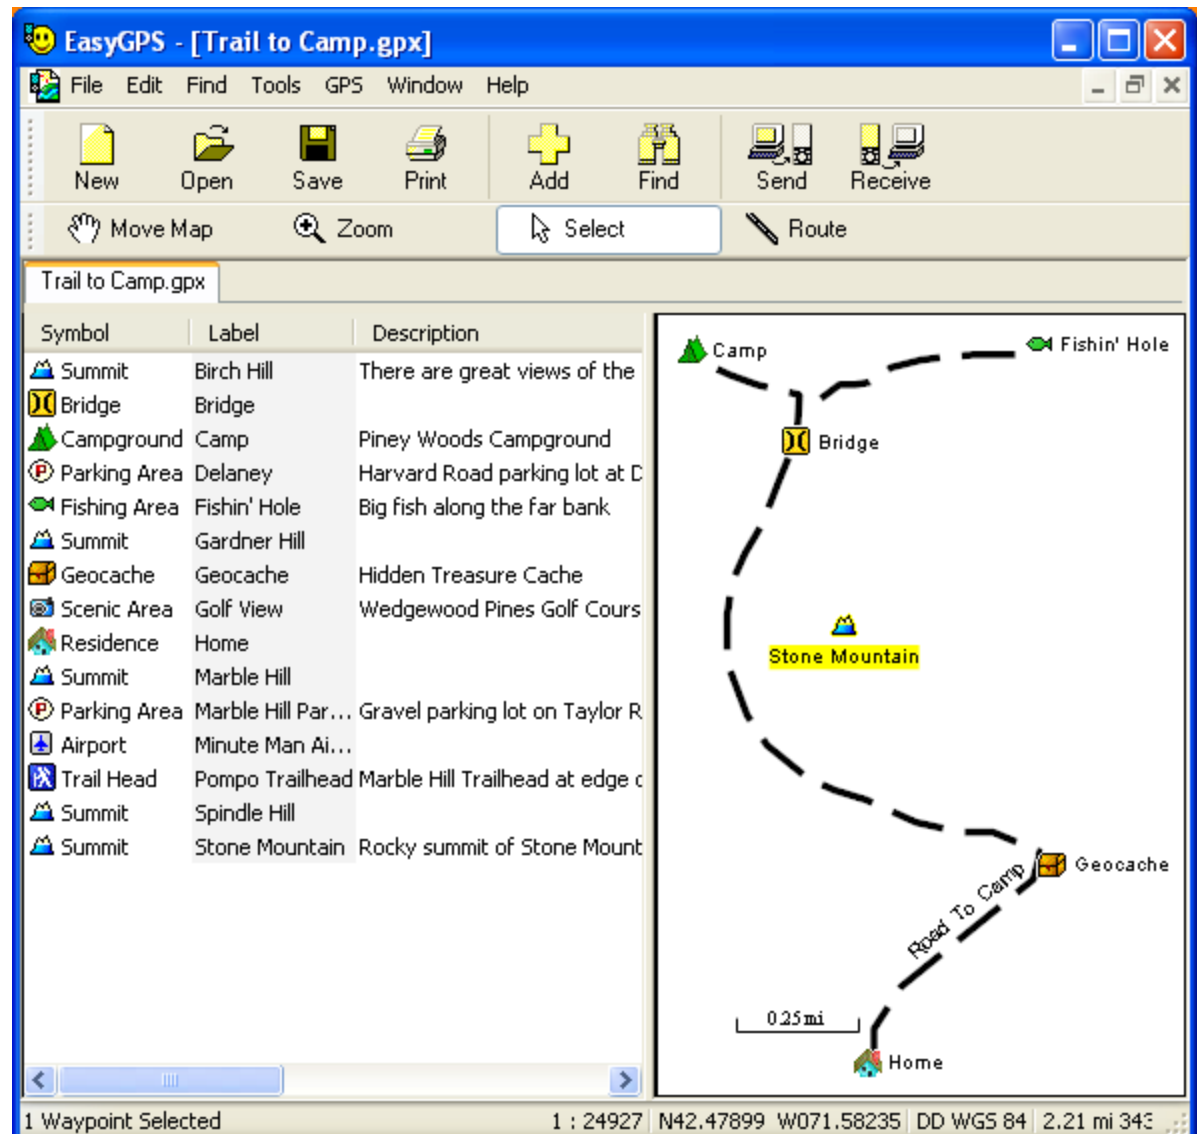 EasyGPS - [Trail to Camp.gpx]
File Edit Find Tools GPS Window Help
New Open Save Print Add Find Send Receive
Move Map Zoom Select Route
Trail to Camp.gpx
Symbol Label Description
Summit Birch Hill There are great views of the
Bridge Bridge
Campground Camp Piney Woods Campground
Parking Area Delaney Harvard Road parking lot at D
Fishing Area Fishin' Hole Big fish along the far bank
Summit Gardner Hill
Geocache Geocache Hidden Treasure Cache
Scenic Area Golf View Wedgewood Pines Golf Cours
Residence Home
Summit Marble Hill
Parking Area Marble Hill Par... Gravel parking lot on Taylor R
Airport Minute Man Ai...
Trail Head Pompo Trailhead Marble Hill Trailhead at edge o
Summit Spindle Hill
Summit Stone Mountain Rocky summit of Stone Mount
Camp
Fishin' Hole
Bridge
Stone Mountain
Geocache
Road To Camp
0.25 mi
Home
1 Waypoint Selected 1 : 24927 N42.47899 W071.58235 DD WGS 84 2.21 mi 343